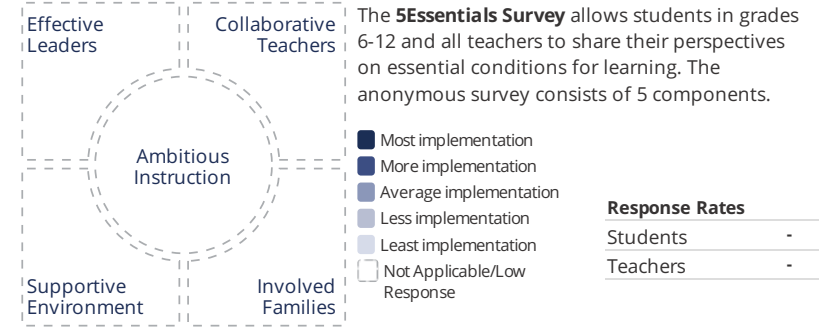 Effective
Leaders
Collaborative
Teachers
Ambitious
Instruction
Supportive
Environment
Involved
Families
The 5Essentials Survey allows students in grades
6-12 and all teachers to share their perspectives
on essential conditions for learning. The
anonymous survey consists of 5 components.
Most implementation
More implementation
Average implementation
Less implementation
Least implementation
Not Applicable/Low
Response
Response Rates
Students -
Teachers -